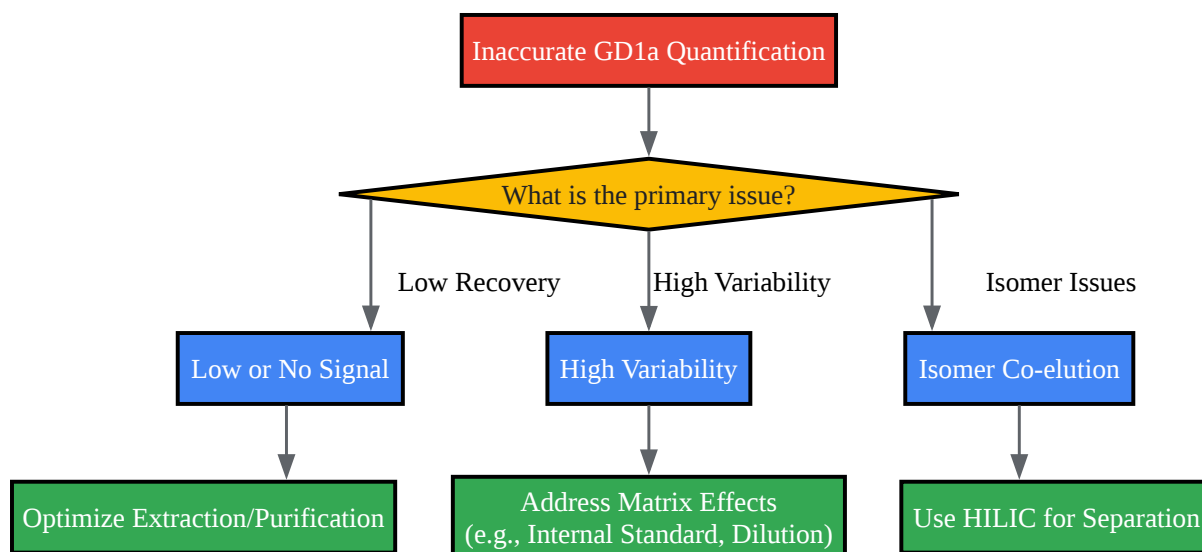 Inaccurate GD1a Quantification
What is the primary issue?
Low Recovery
High Variability
Isomer Issues
Low or No Signal
High Variability
Isomer Co-elution
Optimize Extraction/Purification
Address Matrix Effects
(e.g., Internal Standard, Dilution)
Use HILIC for Separation